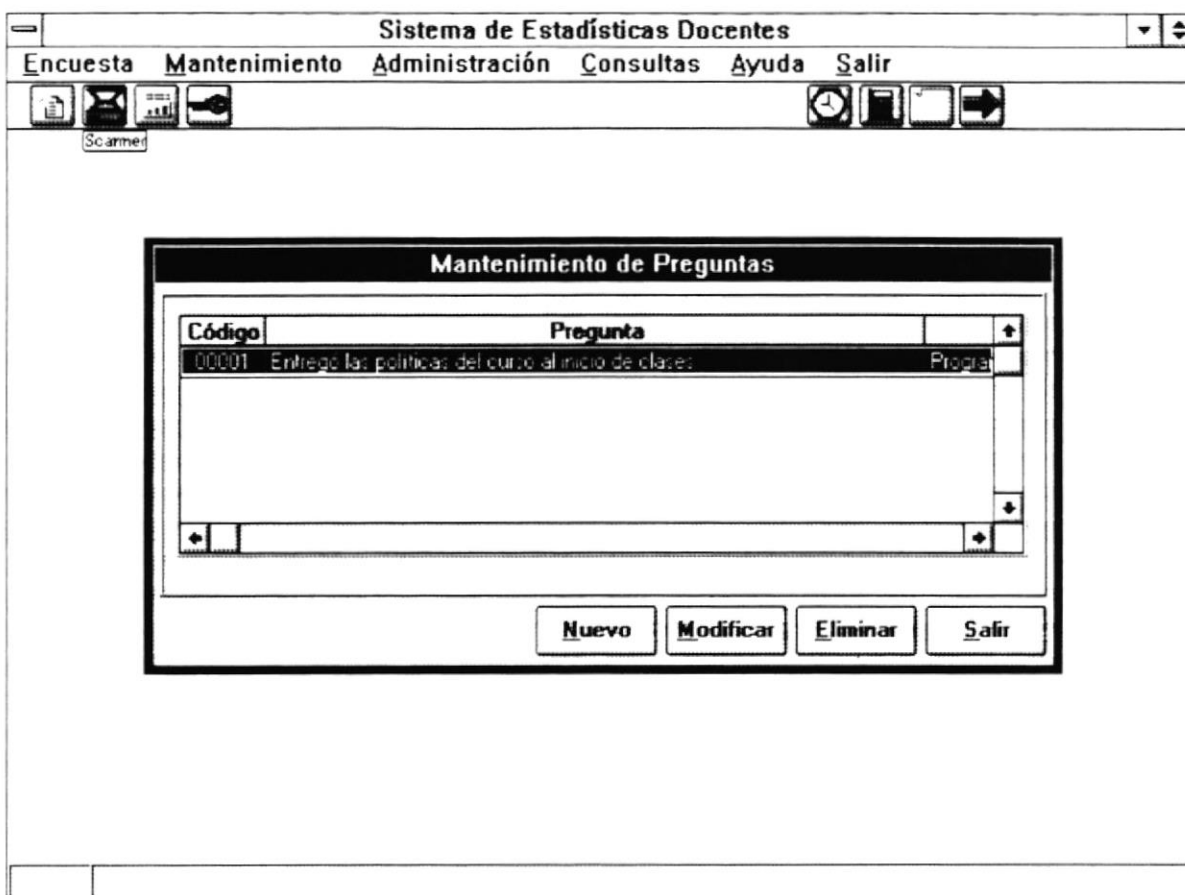 Sistema de Estadísticas Docentes
Encuesta Mantenimiento Administración Consultas Ayuda Salir
Scanner
Mantenimiento de Preguntas
Código Pregunta
00001 Entregó las políticas del curso al inicio de clases Progra
Nuevo Modificar Eliminar Salir